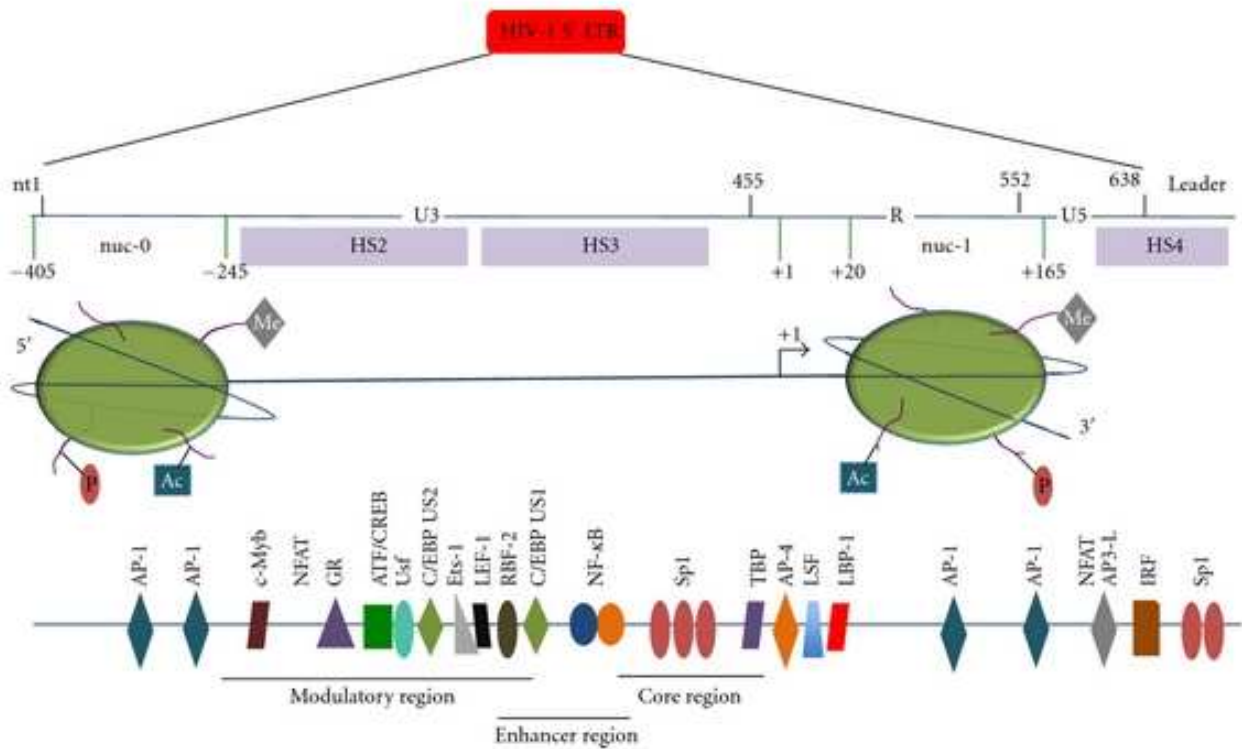 HIV-1 5' LTR
nt1 455 552 638 Leader
U3 R U5
nuc-0 HS2 HS3 nuc-1 HS4
−405 −245 +1 +20 +165
Me Me
5′ +1
3′
P Ac Ac P
AP-1 AP-1 c-Myb NFAT GR ATF/CREB Usf C/EBP US2 Ets-1 LEF-1 RBF-2 C/EBP US1 NF-κB Sp1 TBP AP-4 LSF LBP-1 AP-1 AP-1 NFAT AP3-L IRF Sp1
Modulatory region Core region
Enhancer region